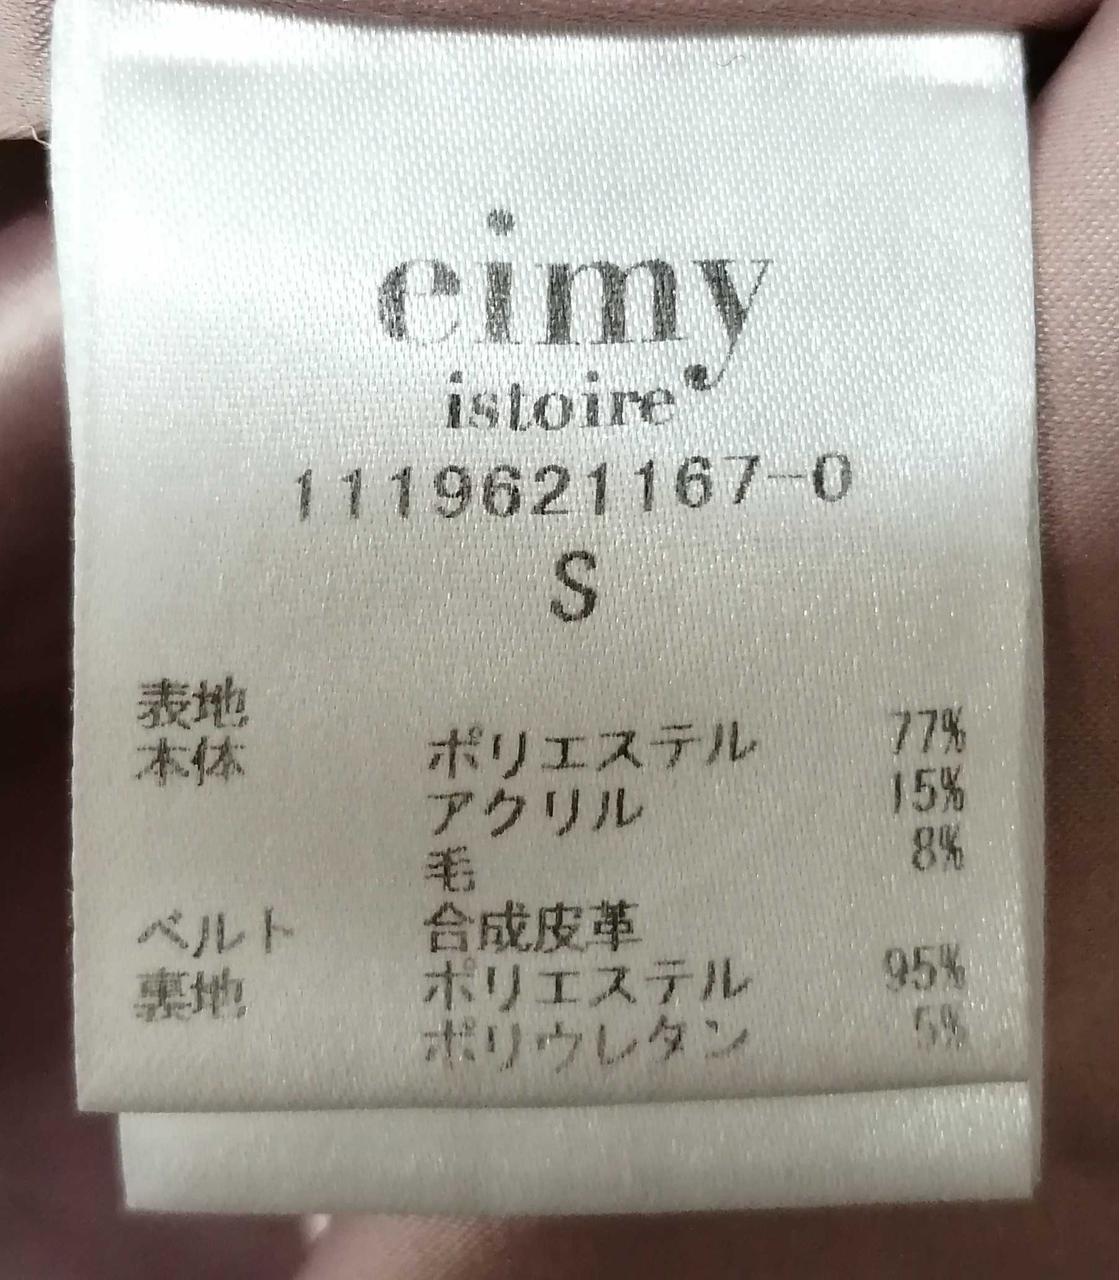 eimy
istoire
1119621167-0
S
表地
本体 ポリエステル 77%
アクリル 15%
毛 8%
ベルト 合成皮革
裏地 ポリエステル 95%
ポリウレタン 5%